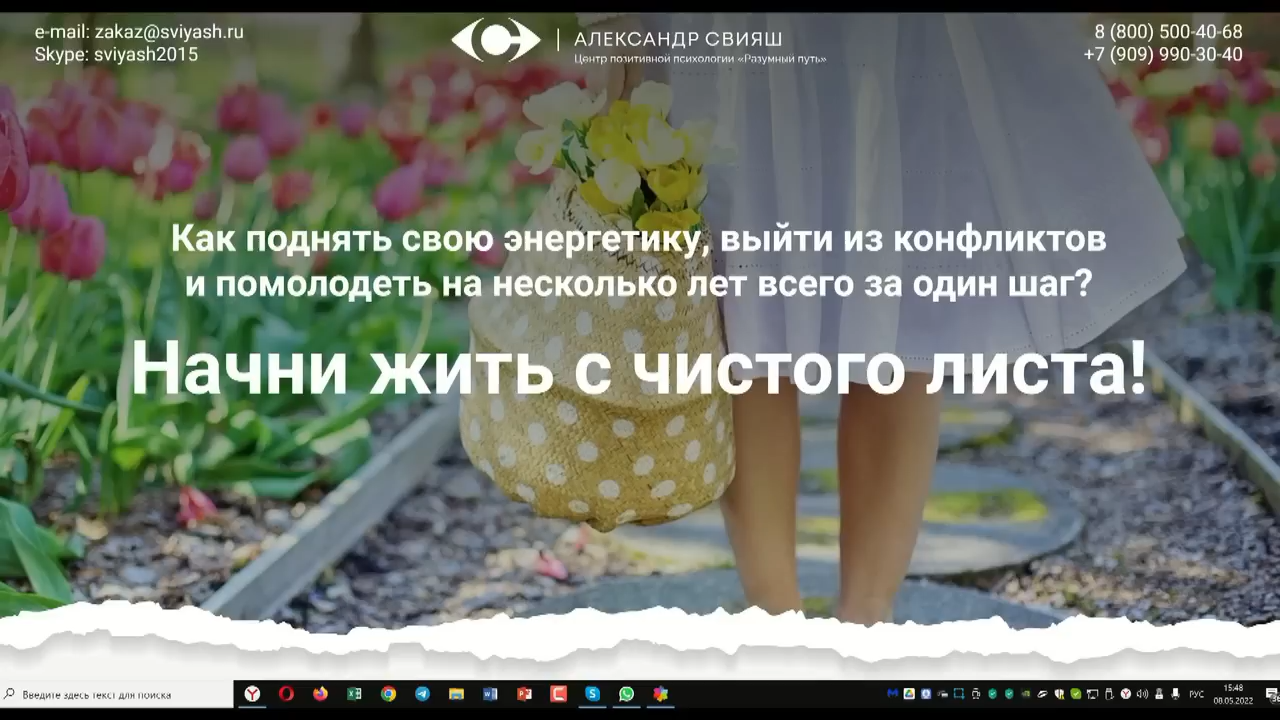 e-mail: zakaz@sviyash.ru
Skype: sviyash2015
АЛЕКСАНДР СВИЯШ
Центр позитивной психологии «Разумный путь»
8 (800) 500-40-68
+7 (909) 990-30-40
Как поднять свою энергетику, выйти из конфликтов
и помолодеть на несколько лет всего за один шаг?
Начни жить с чистого листа!
Введите здесь текст для поиска
РУС
15:48
08.05.2022